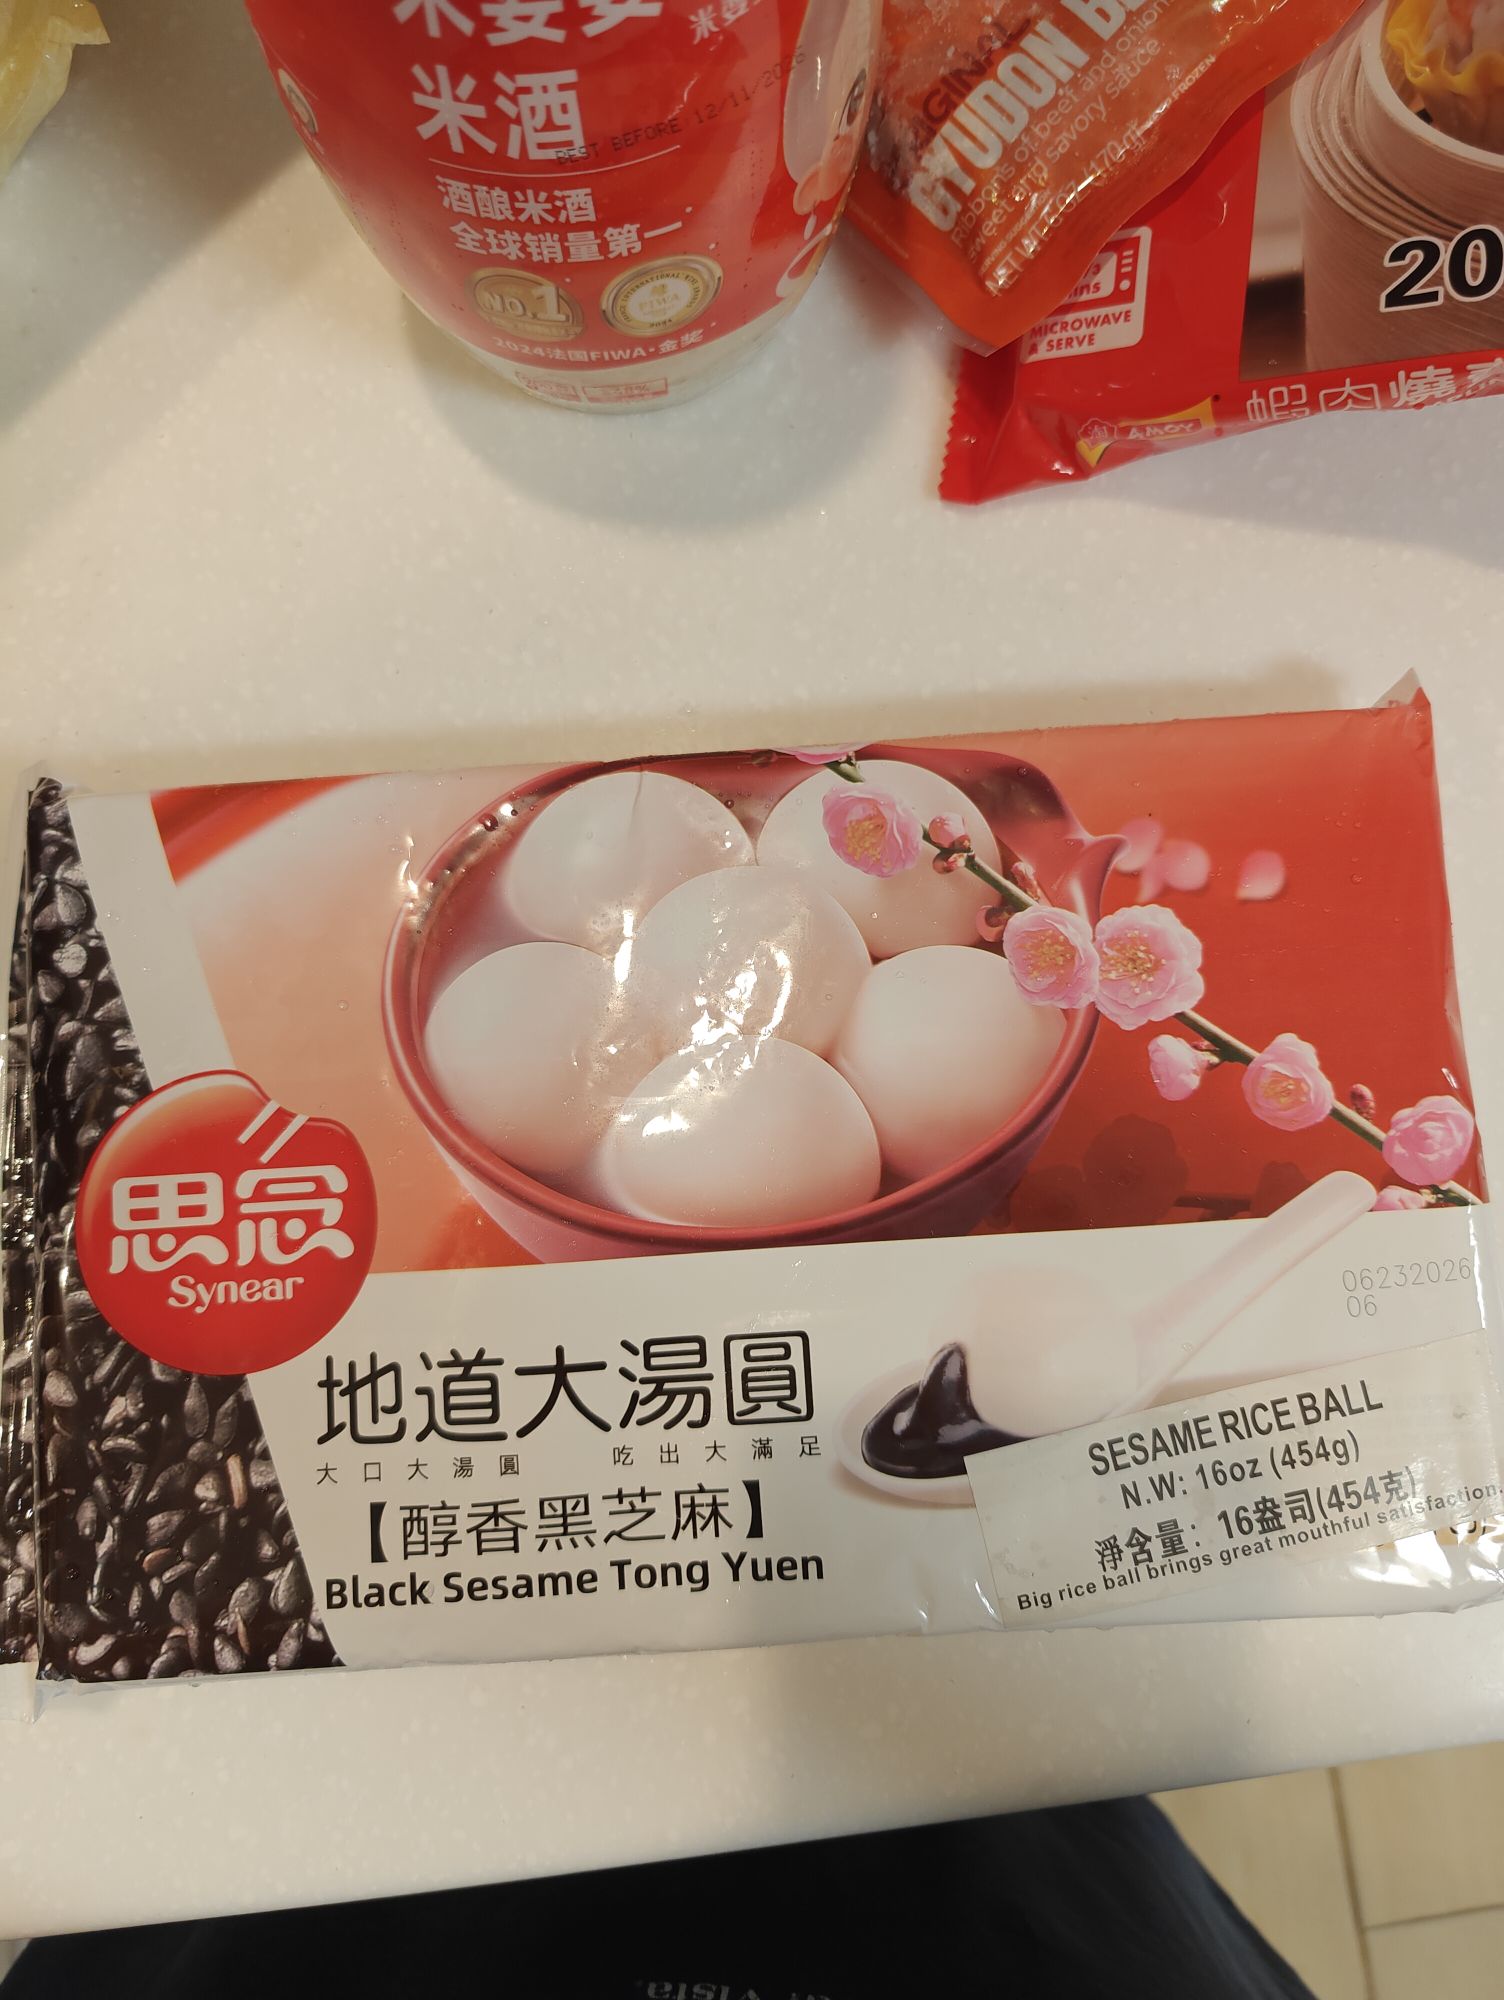 米酒
BEST BEFORE 12/11/2026
酒酿米酒
全球销量第一
No.1
FIWA
2024法国FIWA·金奖
GYUDON
Ribbons of beef and onions
sweet and savory sauce
FROZEN
MICROWAVE
& SERVE
20
AMOY
蝦肉燒
思念
Synear
06232026
06
地道大湯圓
大口大湯圓 吃出大滿足
【醇香黑芝麻】
Black Sesame Tong Yuen
SESAME RICE BALL
N.W: 16oz (454g)
淨含量: 16盎司(454克)
Big rice ball brings great mouthful satisfaction.